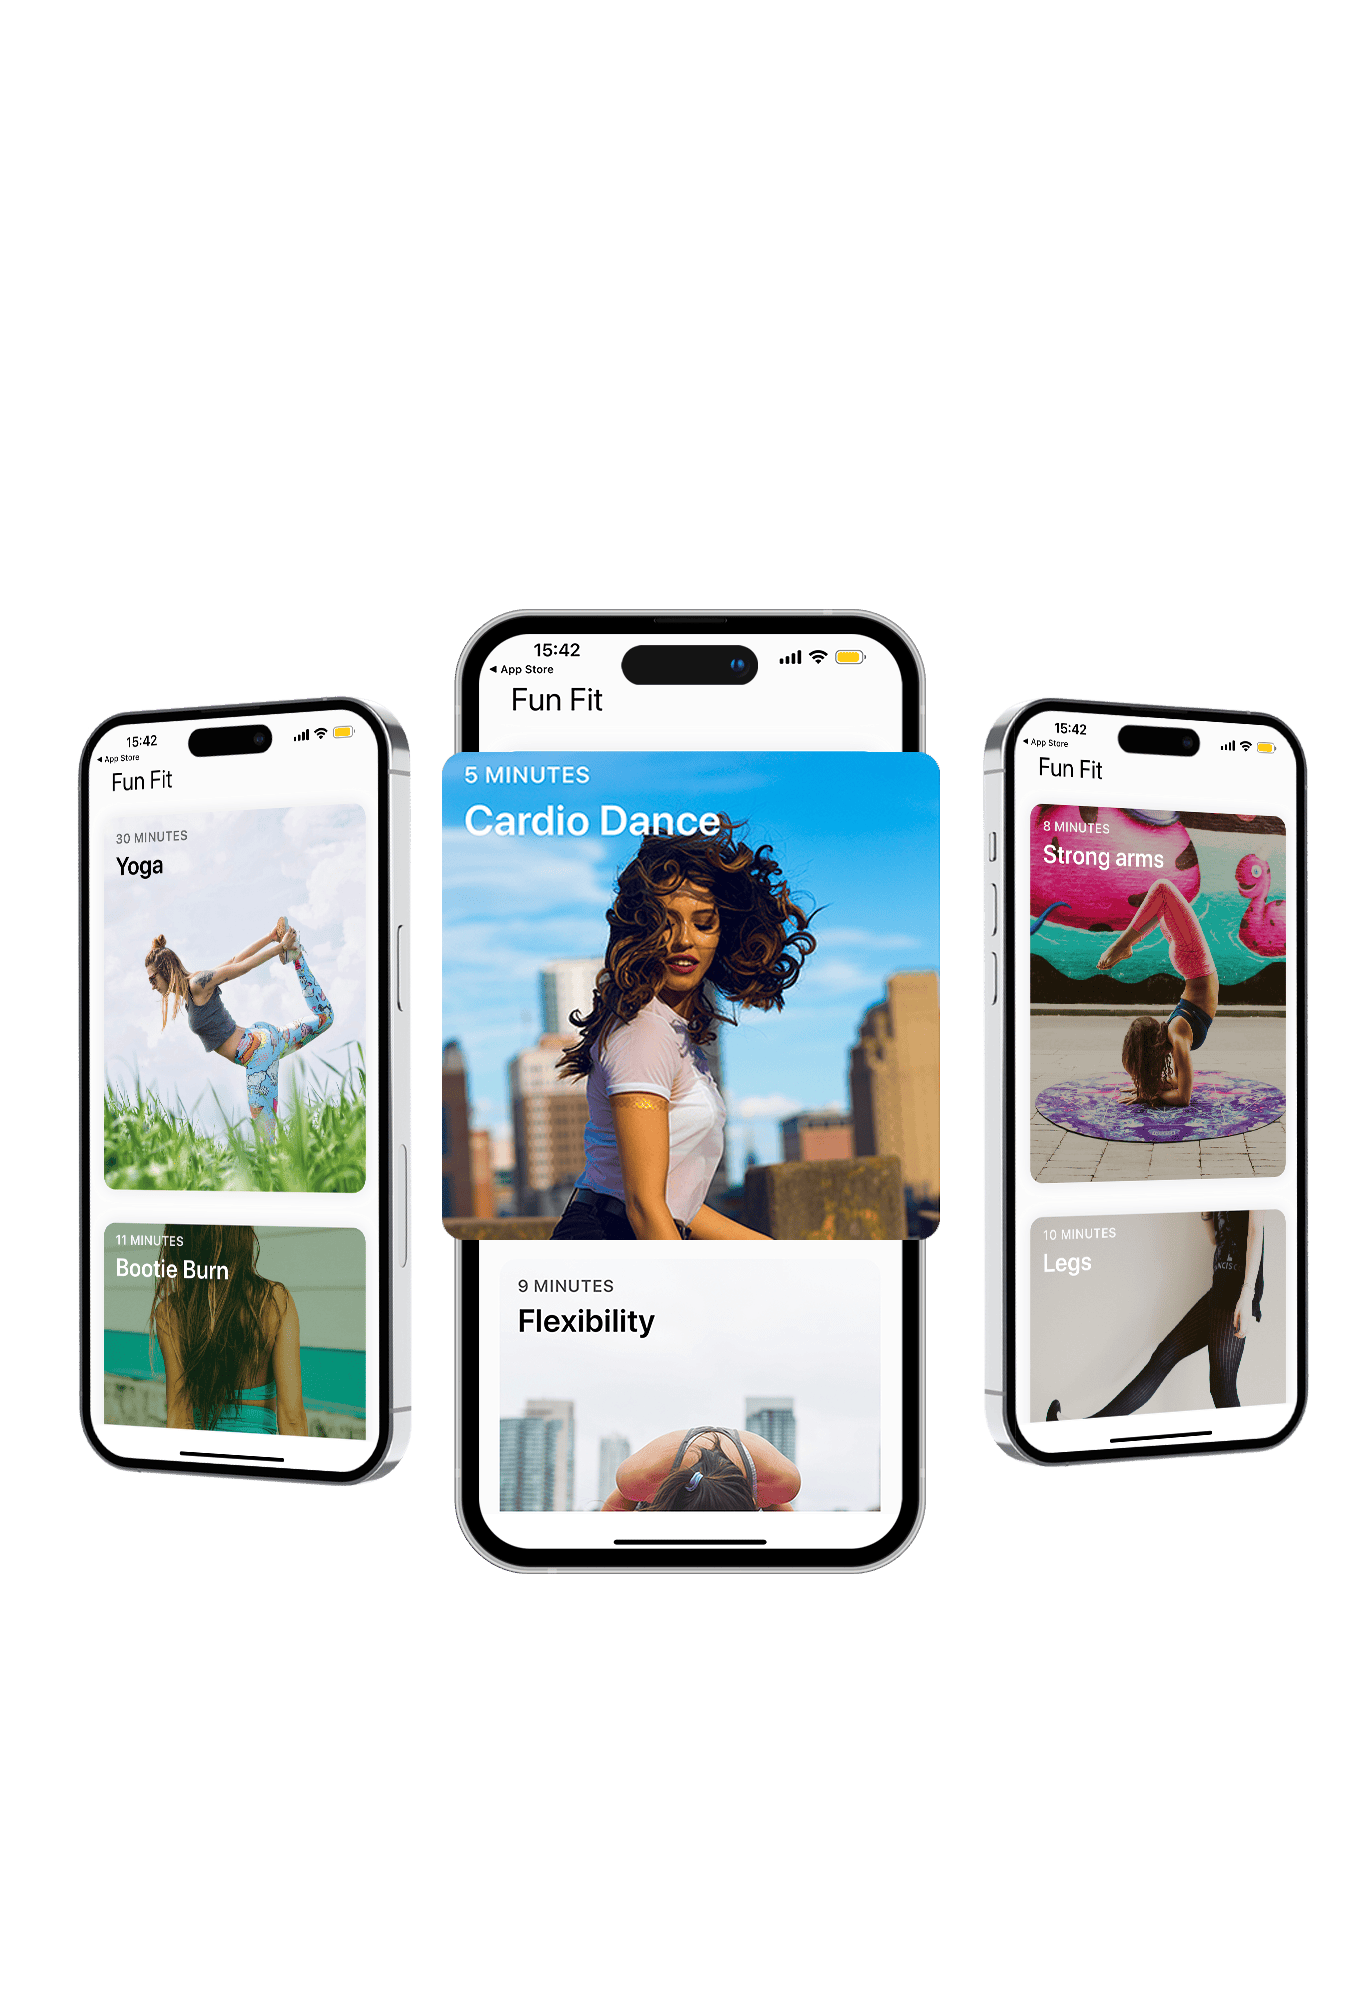 15:42
◀ App Store
Fun Fit
30 MINUTES
Yoga
11 MINUTES
Bootie Burn
15:42
◀ App Store
Fun Fit
5 MINUTES
Cardio Dance
9 MINUTES
Flexibility
15:42
◀ App Store
Fun Fit
8 MINUTES
Strong arms
10 MINUTES
Legs